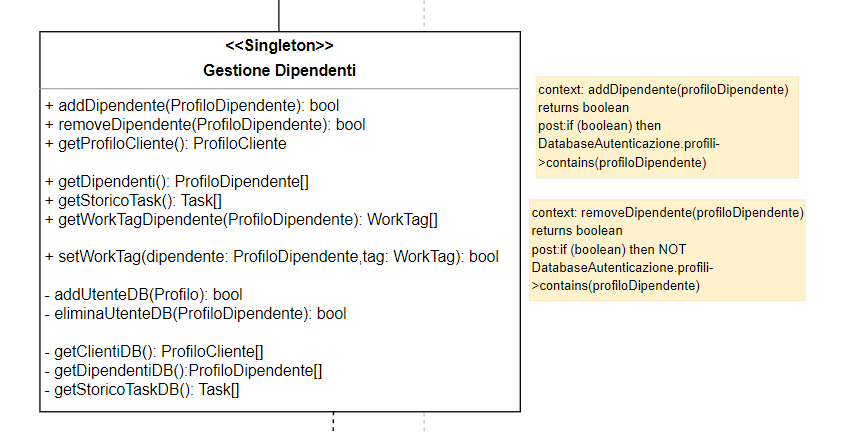 <<Singleton>>
Gestione Dipendenti
+ addDipendente(ProfiloDipendente): bool
+ removeDipendente(ProfiloDipendente): bool
+ getProfiloCliente(): ProfiloCliente
+ getDipendenti(): ProfiloDipendente[]
+ getStoricoTask(): Task[]
+ getWorkTagDipendente(ProfiloDipendente): WorkTag[]
+ setWorkTag(dipendente: ProfiloDipendente,tag: WorkTag): bool
- addUtenteDB(Profilo): bool
- eliminaUtenteDB(ProfiloDipendente): bool
- getClientiDB(): ProfiloCliente[]
- getDipendentiDB():ProfiloDipendente[]
- getStoricoTaskDB(): Task[]
context: addDipendente(profiloDipendente)
returns boolean
post:if (boolean) then
DatabaseAutenticazione.profili-
>contains(profiloDipendente)
context: removeDipendente(profiloDipendente)
returns boolean
post:if (boolean) then NOT
DatabaseAutenticazione.profili-
>contains(profiloDipendente)